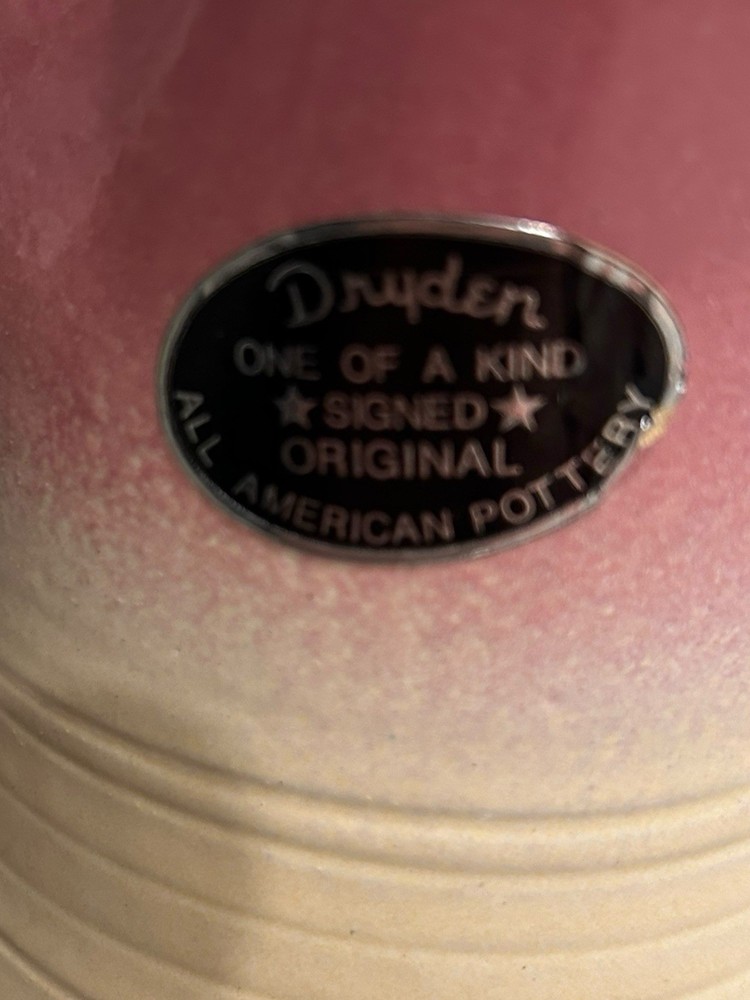 Dryden
ONE OF A KIND
★ SIGNED ★
ORIGINAL
ALL AMERICAN POTTERY